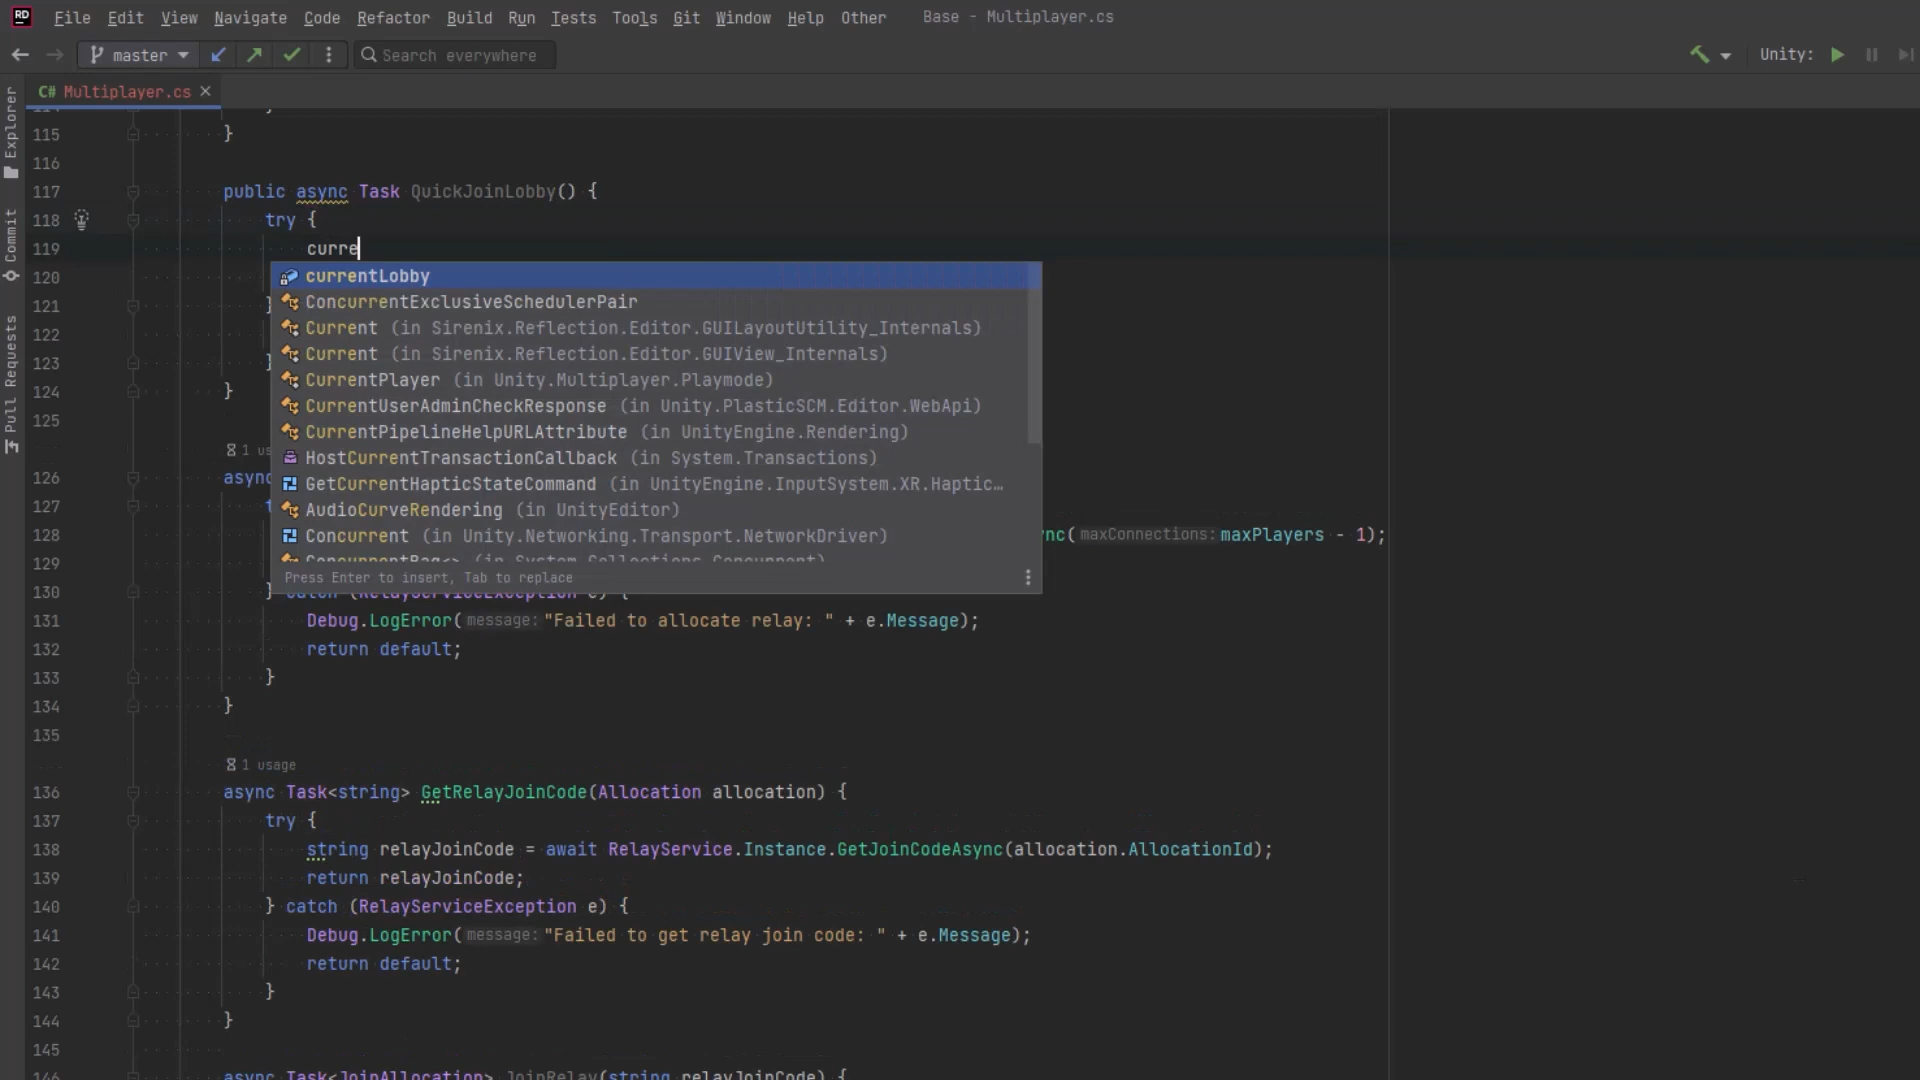 RD File Edit View Navigate Code Refactor Build Run Tests Tools Git Window Help Other Base - Multiplayer.cs
master Search everywhere Unity:
C# Multiplayer.cs
Explorer
Commit
Pull Requests
115 }
116
117 public async Task QuickJoinLobby() {
118 try {
119 curre
currentLobby
ConcurrentExclusiveSchedulerPair
Current (in Sirenix.Reflection.Editor.GUILayoutUtility_Internals)
Current (in Sirenix.Reflection.Editor.GUIView_Internals)
CurrentPlayer (in Unity.Multiplayer.Playmode)
CurrentUserAdminCheckResponse (in Unity.PlasticSCM.Editor.WebApi)
CurrentPipelineHelpURLAttribute (in UnityEngine.Rendering)
HostCurrentTransactionCallback (in System.Transactions)
GetCurrentHapticStateCommand (in UnityEngine.InputSystem.XR.Haptic…
AudioCurveRendering (in UnityEditor)
Concurrent (in Unity.Networking.Transport.NetworkDriver)
ConcurrentBag<> (in System.Collections.Concurrent)
Press Enter to insert, Tab to replace
120
121 }
122
123 }
124 }
125
1 us
126 async
127 t
128 nc(maxConnections: maxPlayers - 1);
129
130 } catch (RelayServiceException e) {
131 Debug.LogError(message: "Failed to allocate relay: " + e.Message);
132 return default;
133 }
134 }
135
1 usage
136 async Task<string> GetRelayJoinCode(Allocation allocation) {
137 try {
138 string relayJoinCode = await RelayService.Instance.GetJoinCodeAsync(allocation.AllocationId);
139 return relayJoinCode;
140 } catch (RelayServiceException e) {
141 Debug.LogError(message: "Failed to get relay join code: " + e.Message);
142 return default;
143 }
144 }
145
146 async Task<JoinAllocation> JoinRelay(string relayJoinCode) {